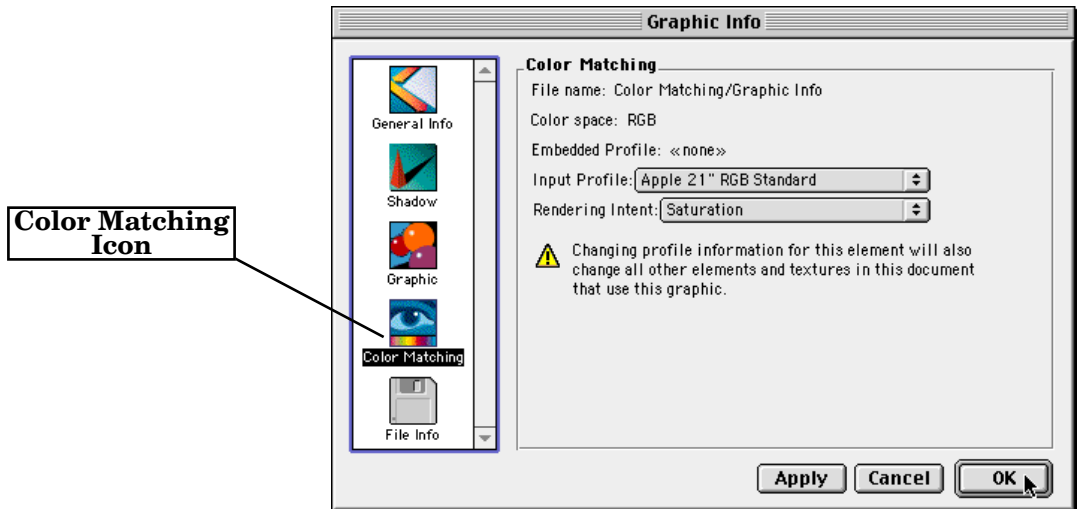 Graphic Info
Color Matching
Icon
General Info
Shadow
Graphic
Color Matching
File Info
Color Matching
File name: Color Matching/Graphic Info
Color space: RGB
Embedded Profile: «none»
Input Profile: Apple 21" RGB Standard
Rendering Intent: Saturation
Changing profile information for this element will also
change all other elements and textures in this document
that use this graphic.
Apply Cancel OK